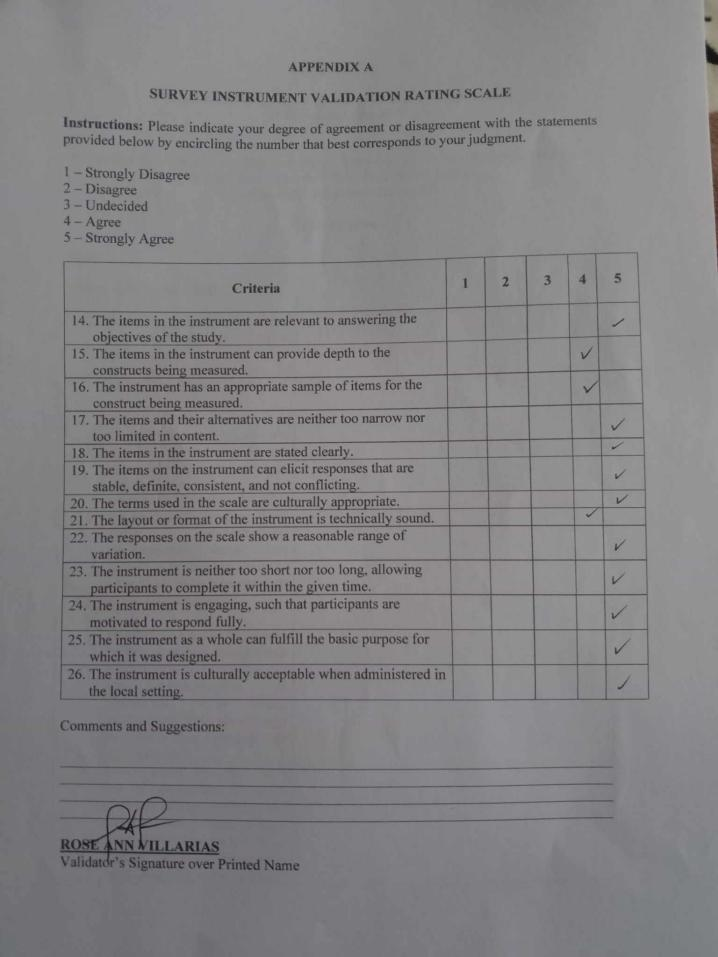 APPENDIX A
SURVEY INSTRUMENT VALIDATION RATING SCALE
Instructions: Please indicate your degree of agreement or disagreement with the statements
provided below by encircling the number that best corresponds to your judgment.
1 – Strongly Disagree
2 – Disagree
3 – Undecided
4 – Agree
5 – Strongly Agree
Criteria 1 2 3 4 5
14. The items in the instrument are relevant to answering the
objectives of the study. ✓
15. The items in the instrument can provide depth to the
constructs being measured. ✓
16. The instrument has an appropriate sample of items for the
construct being measured. ✓
17. The items and their alternatives are neither too narrow nor
too limited in content. ✓
18. The items in the instrument are stated clearly. ✓
19. The items on the instrument can elicit responses that are
stable, definite, consistent, and not conflicting. ✓
20. The terms used in the scale are culturally appropriate. ✓
21. The layout or format of the instrument is technically sound. ✓
22. The responses on the scale show a reasonable range of
variation. ✓
23. The instrument is neither too short nor too long, allowing
participants to complete it within the given time. ✓
24. The instrument is engaging, such that participants are
motivated to respond fully. ✓
25. The instrument as a whole can fulfill the basic purpose for
which it was designed. ✓
26. The instrument is culturally acceptable when administered in
the local setting. ✓
Comments and Suggestions:
ROSE ANN VILLARIAS
Validator's Signature over Printed Name